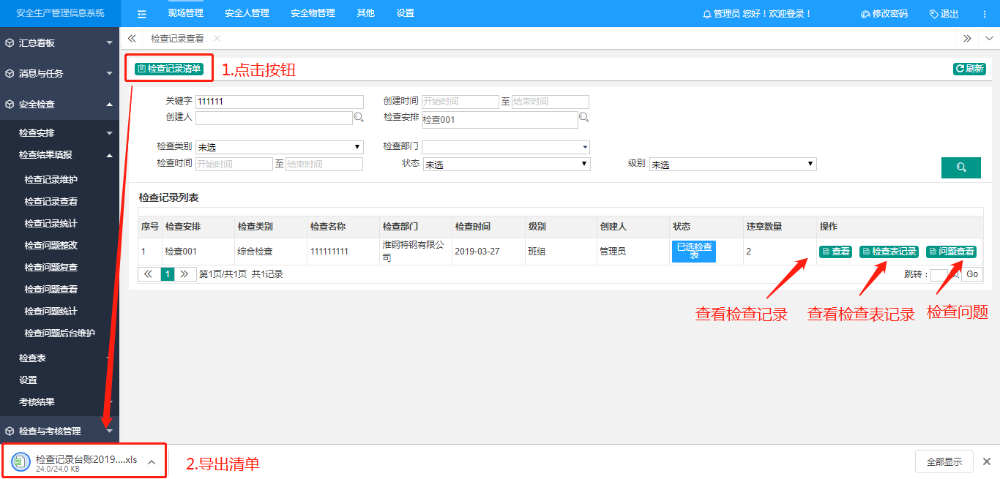 安全生产管理信息系统 现场管理 安全人管理 安全物管理 其他 设置 管理员 您好！欢迎登录！ 修改密码 退出
汇总看板
消息与任务
安全检查
检查安排
检查结果填报
检查记录维护
检查记录查看
检查记录统计
检查问题整改
检查问题复查
检查问题查看
检查问题统计
检查问题后台维护
检查表
设置
考核结果
检查与考核管理
检查记录查看
检查记录清单 1.点击按钮 刷新
关键字 111111 创建时间 开始时间 至 结束时间
创建人 检查安排 检查001
检查类别 未选 检查部门
检查时间 开始时间 至 结束时间 状态 未选 级别 未选
检查记录列表
序号 检查安排 检查类别 检查名称 检查部门 检查时间 级别 创建人 状态 违章数量 操作
1 检查001 综合检查 111111111 淮钢特钢有限公司 2019-03-27 班组 管理员 已选检查表 2 查看 检查表记录 问题查看
1 第1页/共1页 共1记录 跳转： 页 Go
查看检查记录 查看检查表记录 检查问题
检查记录台账2019....xls
24.0/24.0 KB
2.导出清单 全部显示